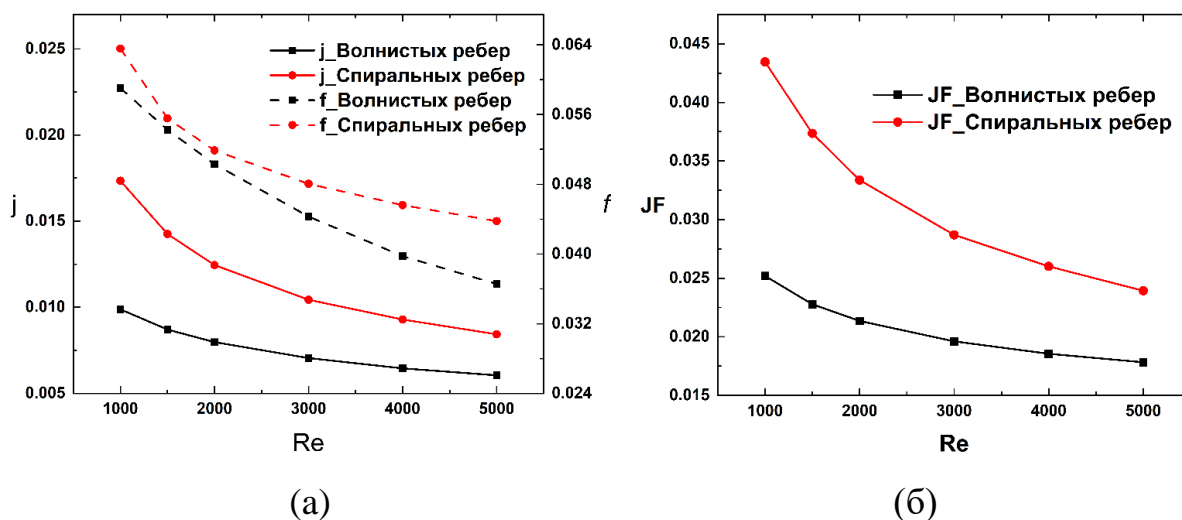 j_Волнистых ребер
j_Спиральных ребер
f_Волнистых ребер
f_Спиральных ребер
0.025
0.020
0.015
0.010
0.005
j
0.064
0.056
0.048
0.040
0.032
0.024
f
1000 2000 3000 4000 5000
Re
(а)
JF_Волнистых ребер
JF_Спиральных ребер
0.045
0.040
0.035
0.030
0.025
0.020
0.015
JF
1000 2000 3000 4000 5000
Re
(б)